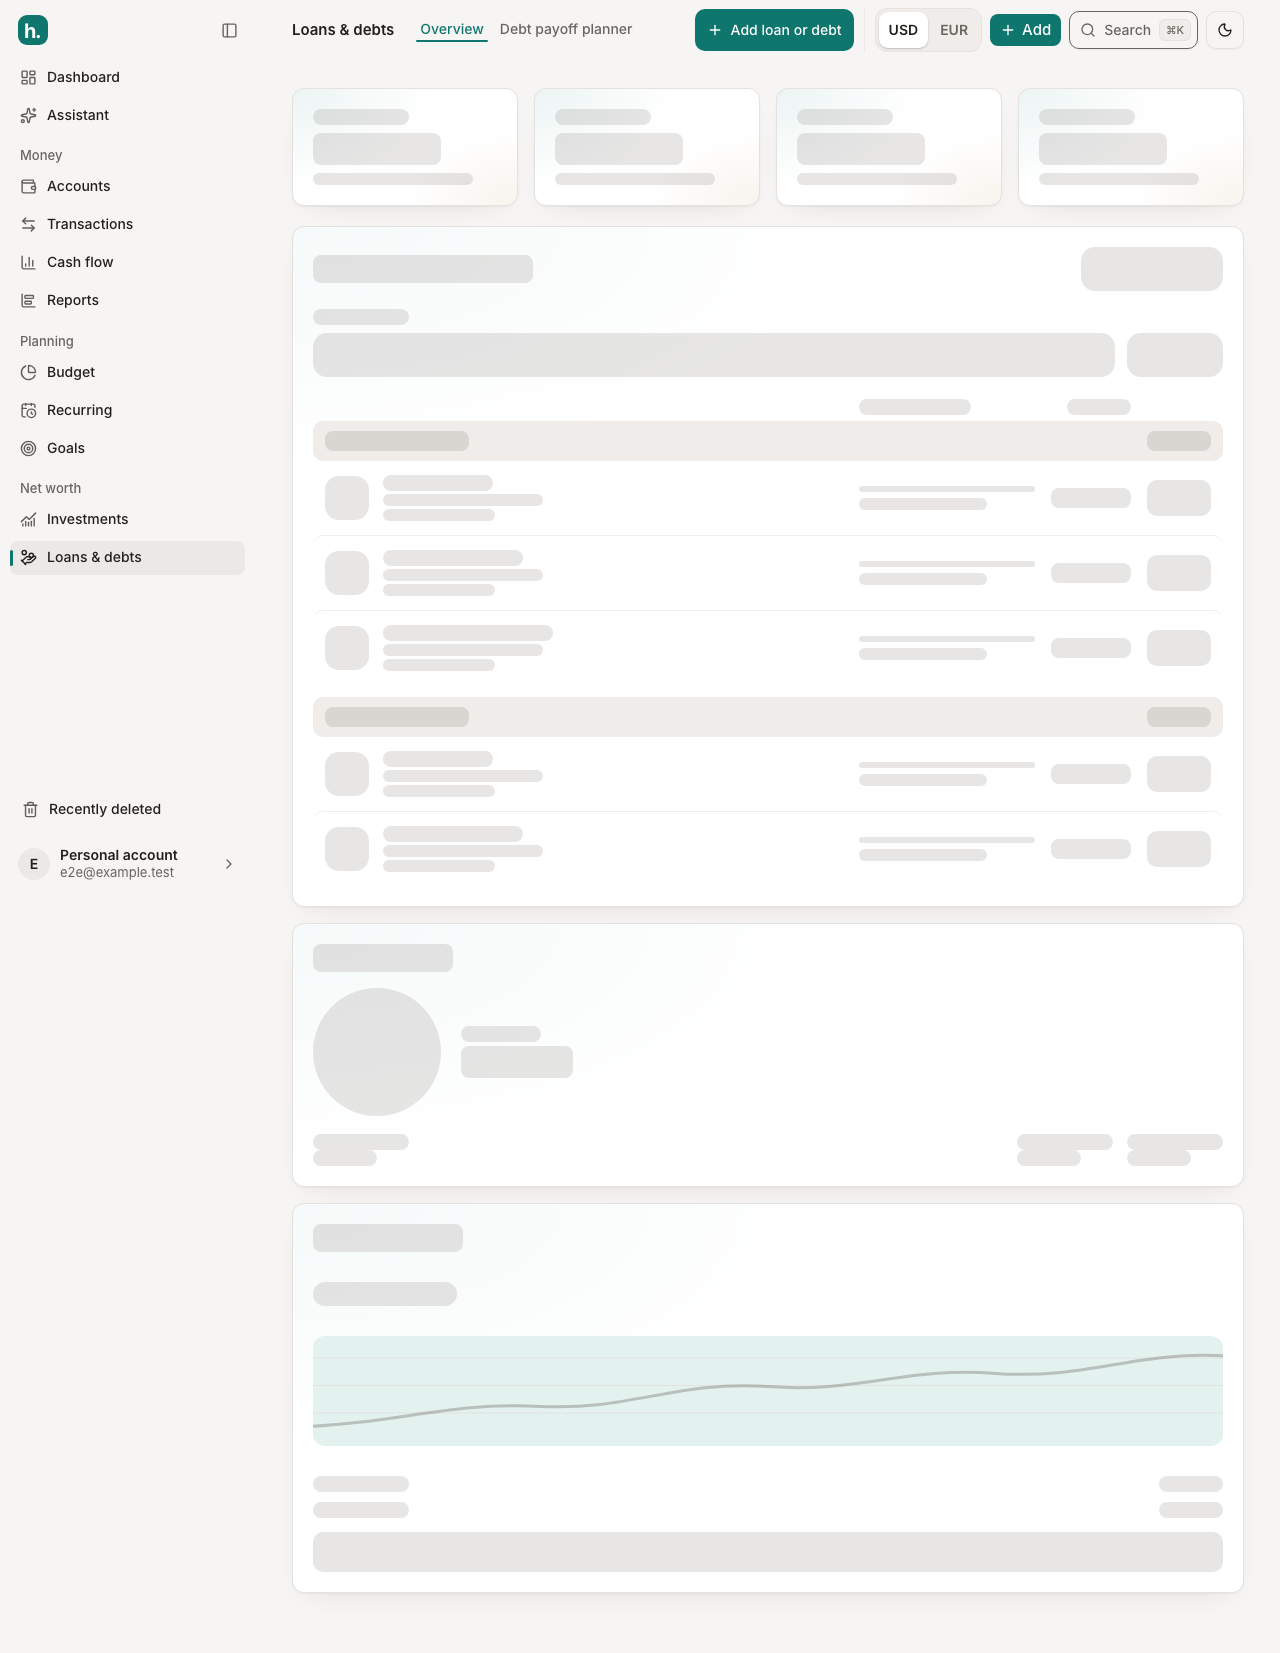 h.
Loans & debts
Overview
Debt payoff planner
Add loan or debt
USD
EUR
Add
Search
⌘K
Dashboard
Assistant
Money
Accounts
Transactions
Cash flow
Reports
Planning
Budget
Recurring
Goals
Net worth
Investments
Loans & debts
Recently deleted
E
Personal account
e2e@example.test